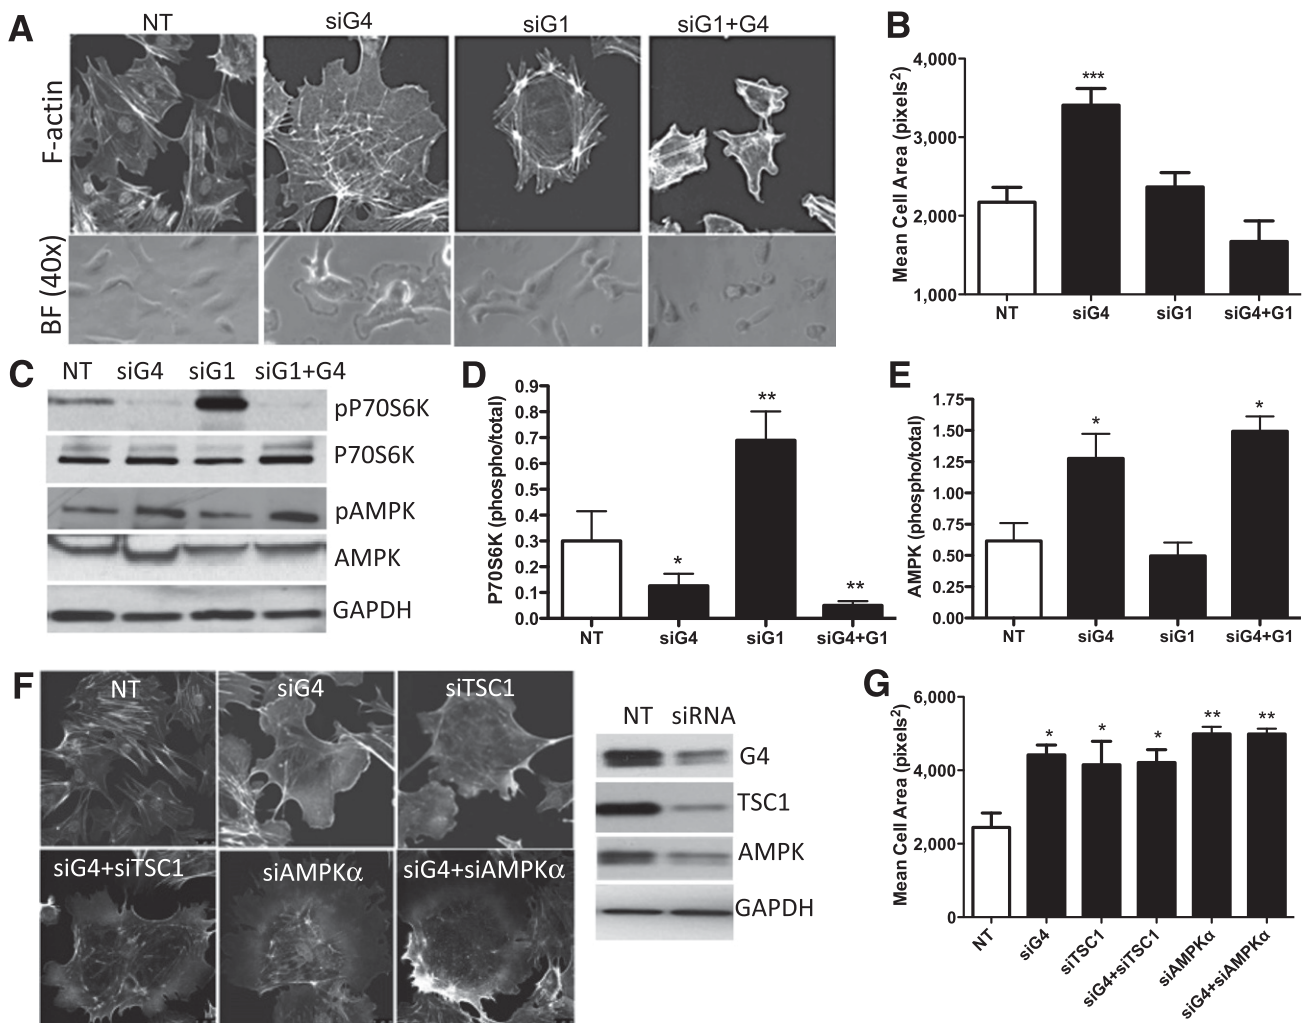 A
NT siG4 siG1 siG1+G4
F-actin
BF (40x)
B
Mean Cell Area (pixels²)
4,000
3,000
2,000
1,000
***
NT siG4 siG1 siG4+G1
C
NT siG4 siG1 siG1+G4
pP70S6K
P70S6K
pAMPK
AMPK
GAPDH
D
P70S6K (phospho/total)
0.9
0.8
0.7
0.6
0.5
0.4
0.3
0.2
0.1
0.0
*
**
**
NT siG4 siG1 siG4+G1
E
AMPK (phospho/total)
1.75
1.50
1.25
1.00
0.75
0.50
0.25
0.00
*
*
NT siG4 siG1 siG4+G1
F
NT siG4 siTSC1
siG4+siTSC1 siAMPKα siG4+siAMPKα
NT siRNA
G4
TSC1
AMPK
GAPDH
G
Mean Cell Area (pixels²)
6,000
4,000
2,000
0
* * * ** **
NT
siG4
siTSC1
siG4+siTSC1
siAMPKα
siG4+siAMPKα